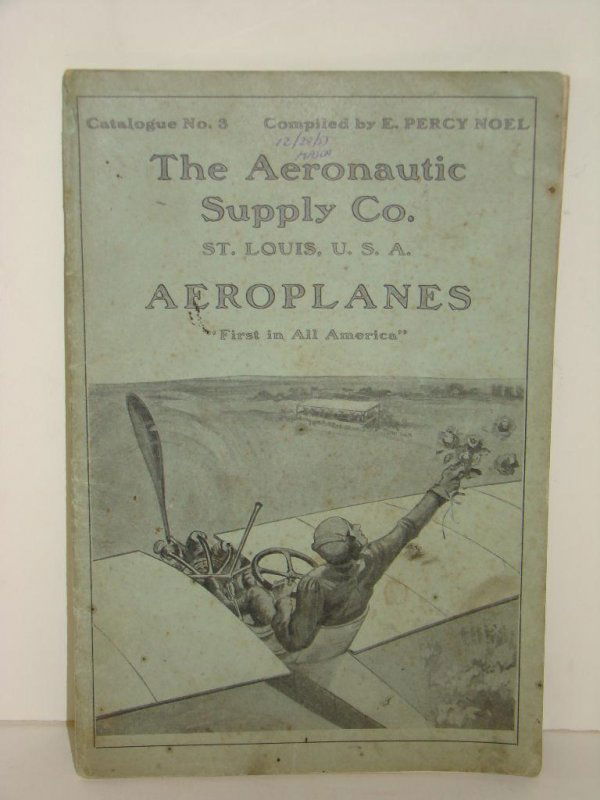 Catalogue No. 3 Compiled by E. PERCY NOEL
The Aeronautic
Supply Co.
ST. LOUIS, U. S. A.
AEROPLANES
"First in All America"